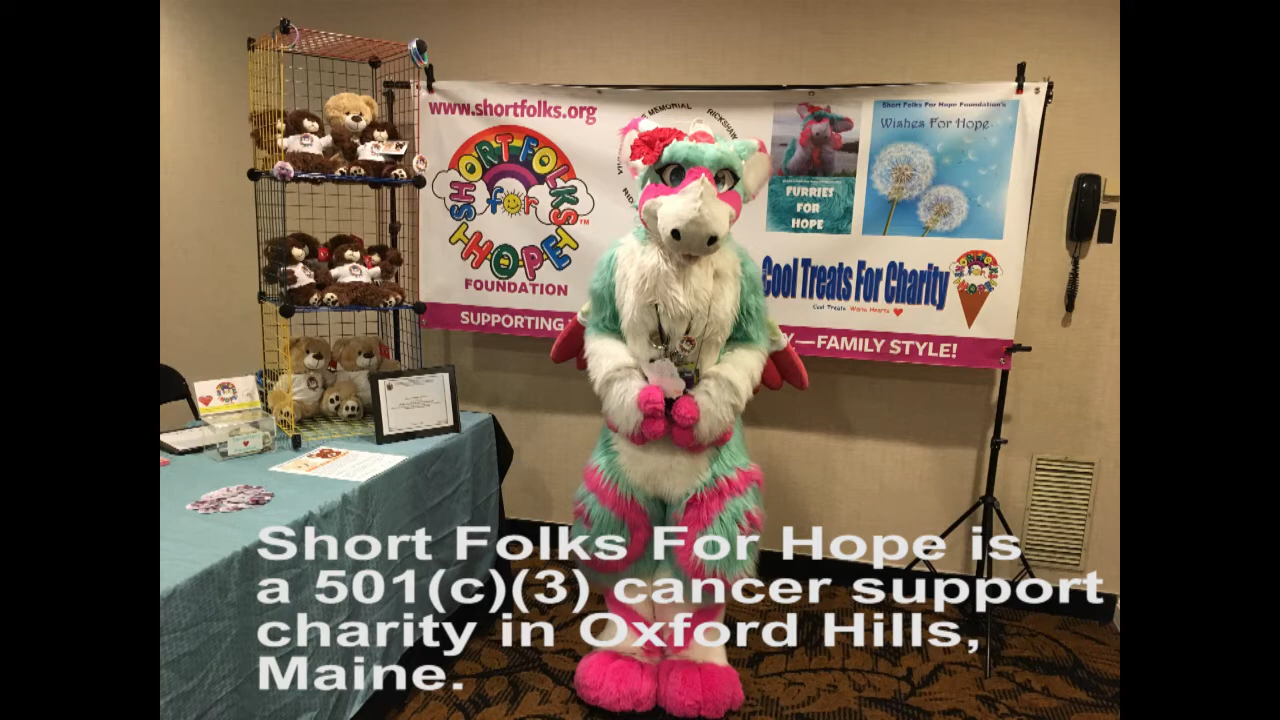 www.shortfolks.org
SHORT FOLKS
for
HOPE
TM
FOUNDATION
SUPPORTING
MEMORIAL RICKSHAW
FURRIES
FOR
HOPE
Short Folks For Hope Foundation's
Wishes For Hope
Cool Treats For Charity
Cool Treats Warm Hearts
—FAMILY STYLE!
Short Folks For Hope is
a 501(c)(3) cancer support
charity in Oxford Hills,
Maine.